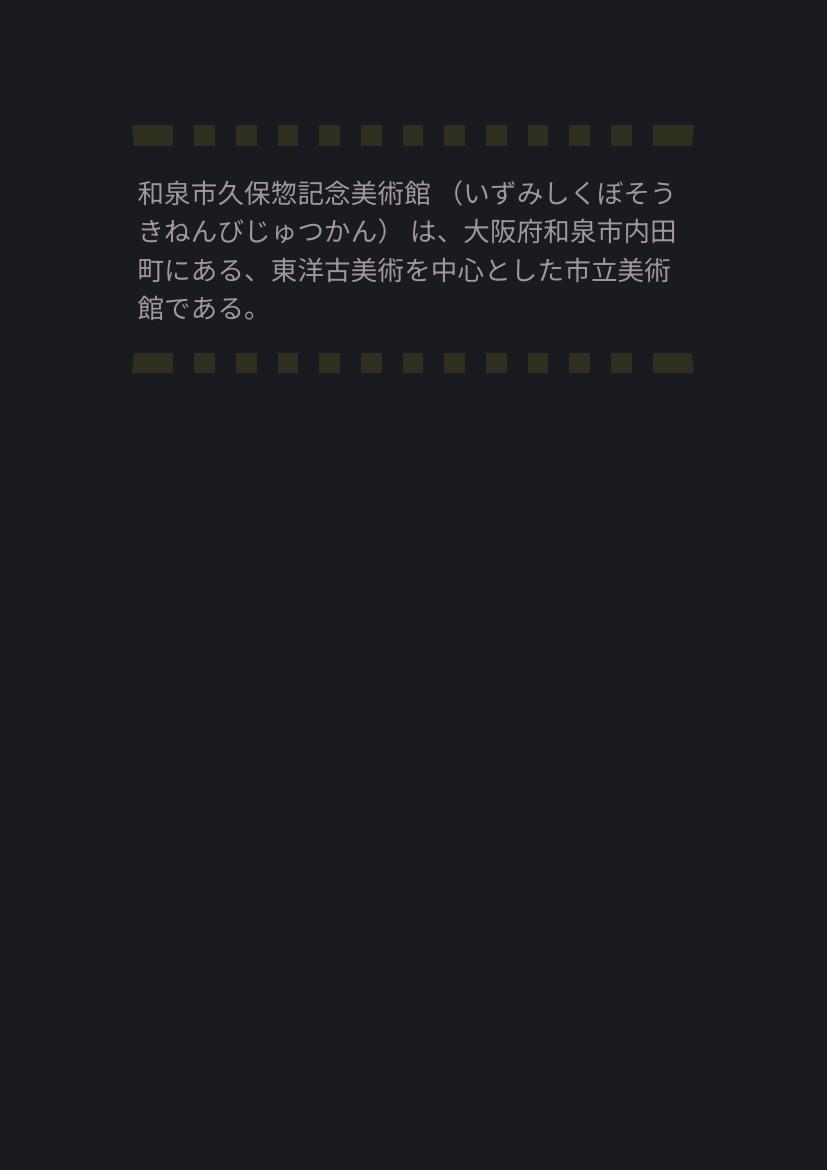 和泉市久保惣記念美術館 （いずみしくぼそう
きねんびじゅつかん） は、大阪府和泉市内田
町にある、東洋古美術を中心とした市立美術
館である。